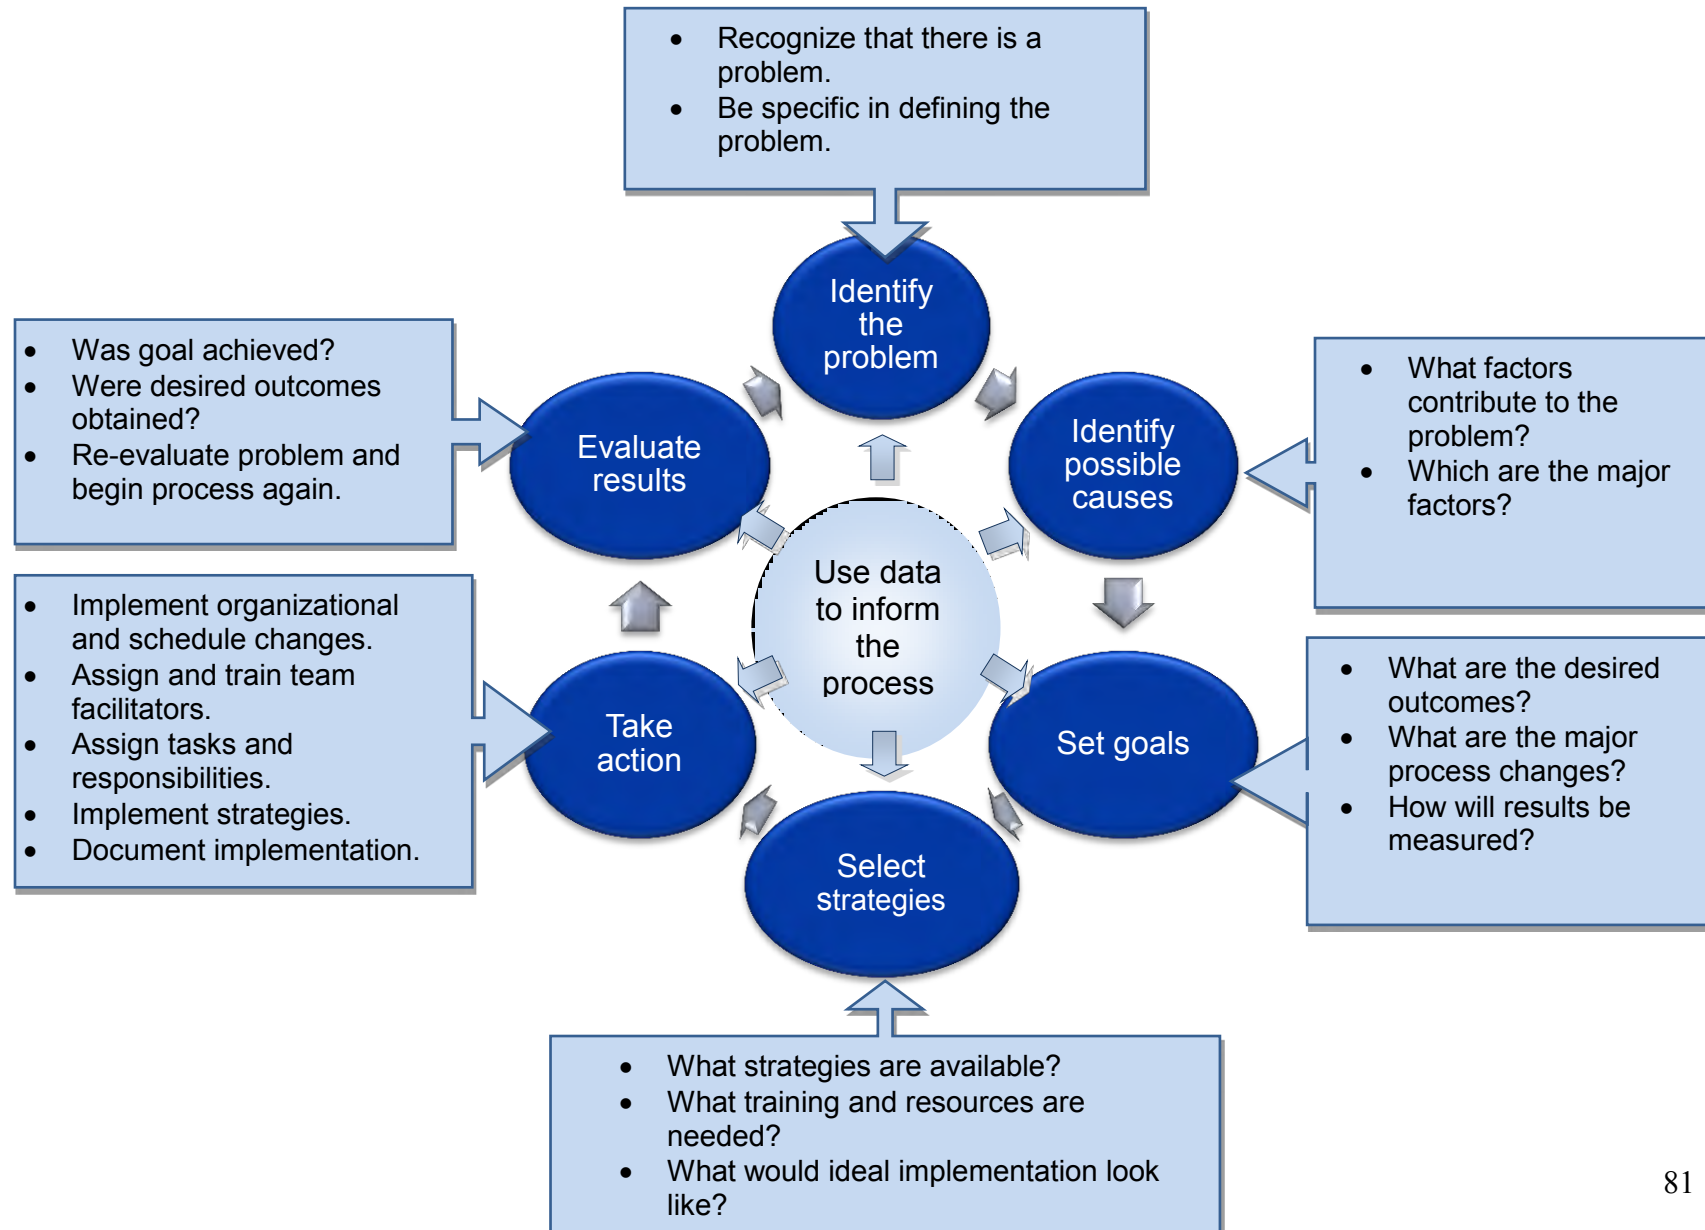 • Recognize that there is a
problem.
• Be specific in defining the
problem.
Identify
the
problem
• Was goal achieved?
• Were desired outcomes
obtained?
• Re-evaluate problem and
begin process again.
Evaluate
results
Identify
possible
causes
• What factors
contribute to the
problem?
• Which are the major
factors?
Use data
to inform
the
process
• Implement organizational
and schedule changes.
• Assign and train team
facilitators.
• Assign tasks and
responsibilities.
• Implement strategies.
• Document implementation.
Take
action
Set goals
• What are the desired
outcomes?
• What are the major
process changes?
• How will results be
measured?
Select
strategies
• What strategies are available?
• What training and resources are
needed?
• What would ideal implementation look
like?
81